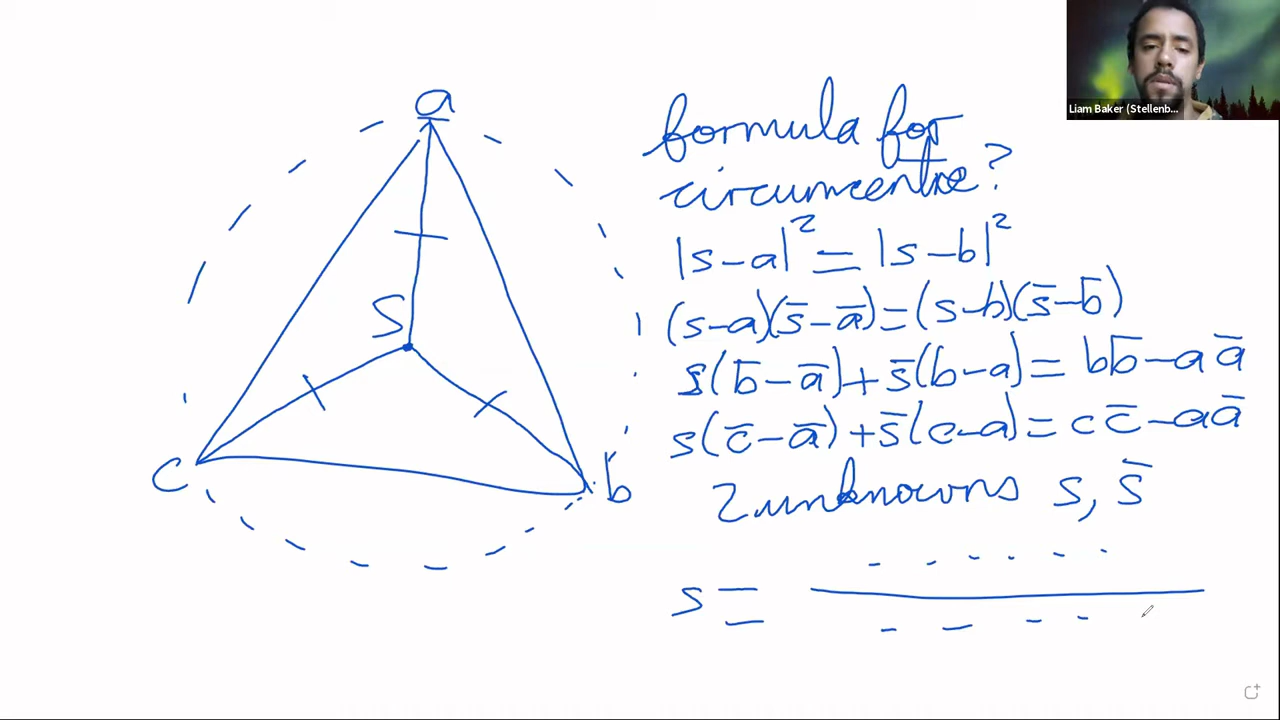 a
S
c
b
formula for
circumcentre?
|s-a|² = |s-b|²
(s-a)(s̄-ā)=(s-b)(s̄-b̄)
s(b̄-ā)+s̄(b-a)=bb̄-aā
s(c̄-ā)+s̄(c-a)=cc̄-aā
2 unknowns s, s̄
s =
Liam Baker (Stellenb...